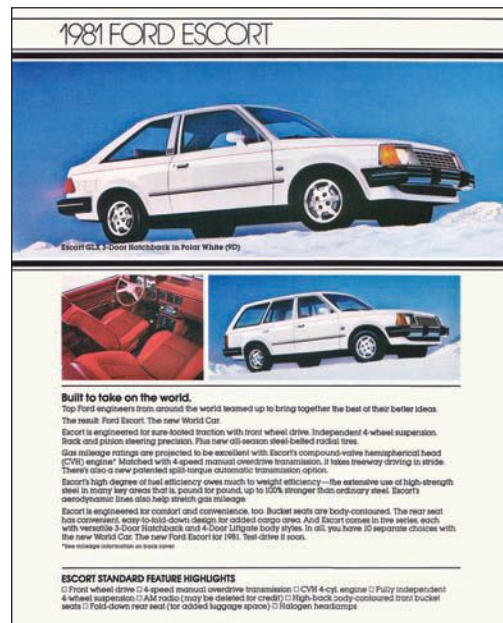 1981 FORD ESCORT
Escort GLX 3-Door Hatchback in Polar White (9D)
Built to take on the world.
Top Ford engineers from around the world teamed up to bring together the best of their better ideas.
The result: Ford Escort. The new World Car.
Escort is engineered for sure-footed traction with front wheel drive. Independent 4-wheel suspension.
Rack and pinion steering precision. Plus new all-season steel-belted radial tires.
Gas mileage ratings are projected to be excellent with Escort's compound-valve hemispherical head
(CVH) engine.* Matched with 4-speed manual overdrive transmission, it takes freeway driving in stride.
There's also a new patented split-torque automatic transmission option.
Escort's high degree of fuel efficiency owes much to weight efficiency—the extensive use of high-strength
steel in many key areas that is, pound for pound, up to 100% stronger than ordinary steel. Escort's
aerodynamic lines also help stretch gas mileage.
Escort is engineered for comfort and convenience, too. Bucket seats are body-contoured. The rear seat
has convenient, easy-to-fold-down design for added cargo area. And Escort comes in five series, each
with versatile 3-Door Hatchback and 4-Door Liftgate body styles. In all, you have 10 separate choices with
the new World Car. The new Ford Escort for 1981. Test-drive it soon.
*See mileage information on back cover.
ESCORT STANDARD FEATURE HIGHLIGHTS
□ Front wheel drive □ 4-speed manual overdrive transmission □ CVH 4-cyl. engine □ Fully independent
4-wheel suspension □ AM radio (may be deleted for credit) □ High-back body-contoured front bucket
seats □ Fold-down rear seat (for added luggage space) □ Halogen headlamps